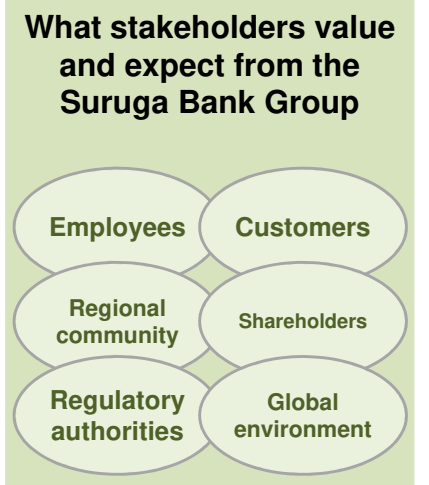 What stakeholders value
and expect from the
Suruga Bank Group
Employees
Customers
Regional
community
Shareholders
Regulatory
authorities
Global
environment